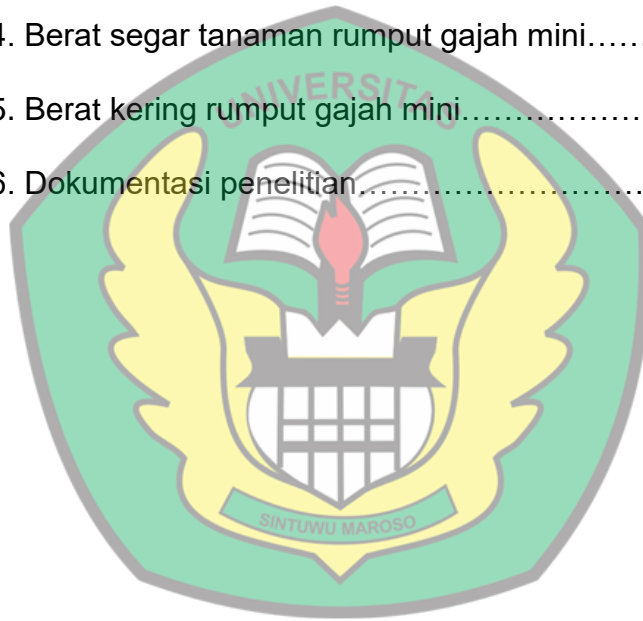 4. Berat segar tanaman rumput gajah mini……
5. Berat kering rumput gajah mini………………
6. Dokumentasi penelitian…………………………
UNIVERSITAS
SINTUWU MAROSO